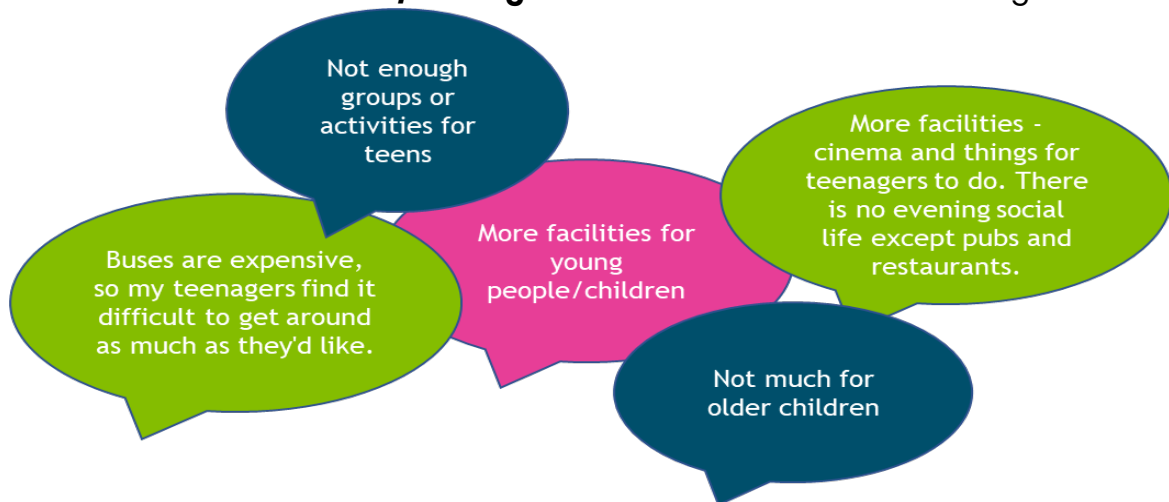 Not enough
groups or
activities for
teens
More facilities -
cinema and things for
teenagers to do. There
is no evening social
life except pubs and
restaurants.
More facilities for
young
people/children
Buses are expensive,
so my teenagers find it
difficult to get around
as much as they'd like.
Not much for
older children